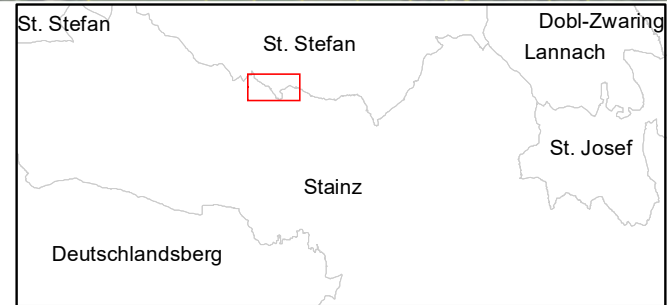 St. Stefan
Dobl-Zwaring
St. Stefan
Lannach
St. Josef
Stainz
Deutschlandsberg